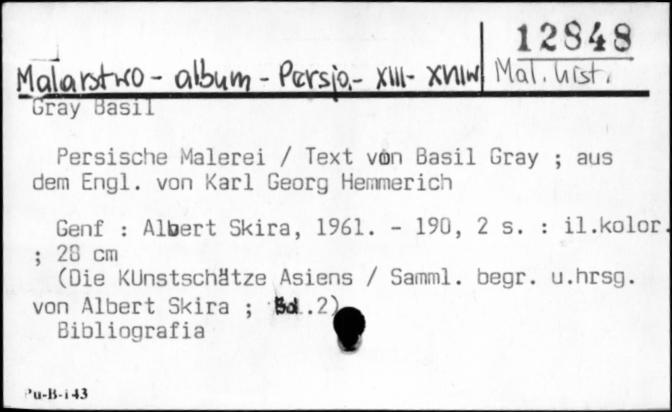 12848
Malarstwo - album - Persja - XIII - XVIII w Mal. hist.
Gray Basil
Persische Malerei / Text von Basil Gray ; aus
dem Engl. von Karl Georg Hemmerich
Genf : Albert Skira, 1961. - 190, 2 s. : il.kolor.
; 28 cm
(Die KUnstschätze Asiens / Samml. begr. u.hrsg.
von Albert Skira ; Bd.2)
Bibliografia
Pu-B-143